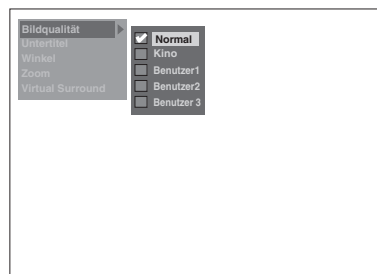 Bildqualität
Untertitel
Winkel
Zoom
Virtual Surround
Normal
Kino
Benutzer1
Benutzer2
Benutzer 3